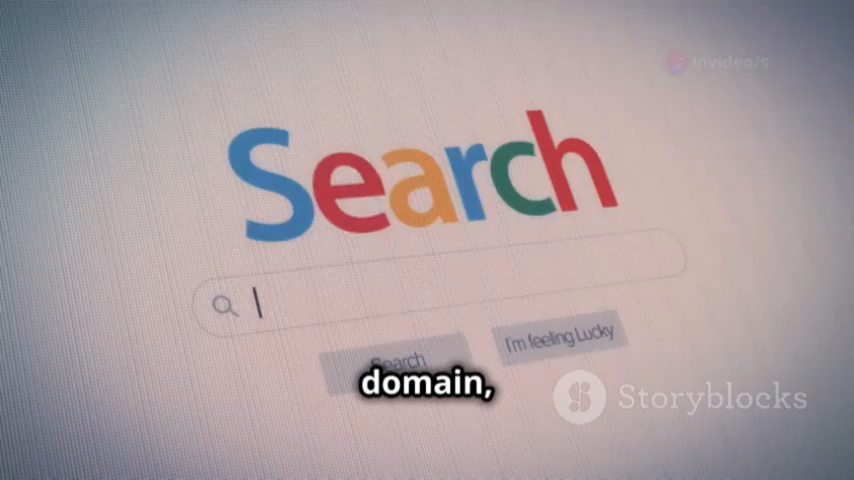 invideo/s
Search
Search
I'm feeling Lucky
domain,
Storyblocks